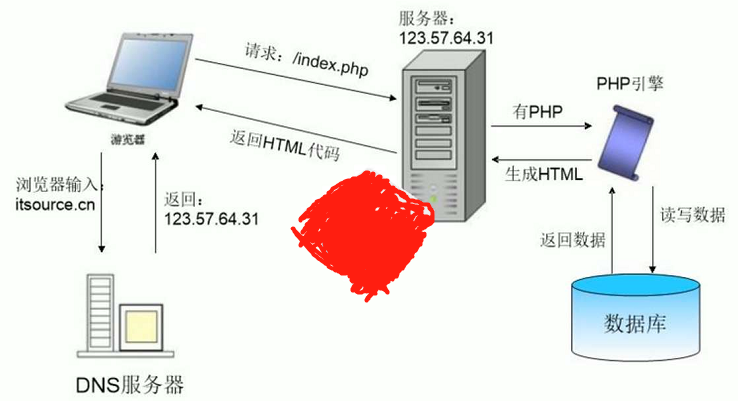 服务器：
123.57.64.31
请求：/index.php
PHP引擎
有PHP
返回HTML代码
游览器
生成HTML
浏览器输入：
itsource.cn
返回：
123.57.64.31
读写数据
返回数据
数据库
DNS服务器